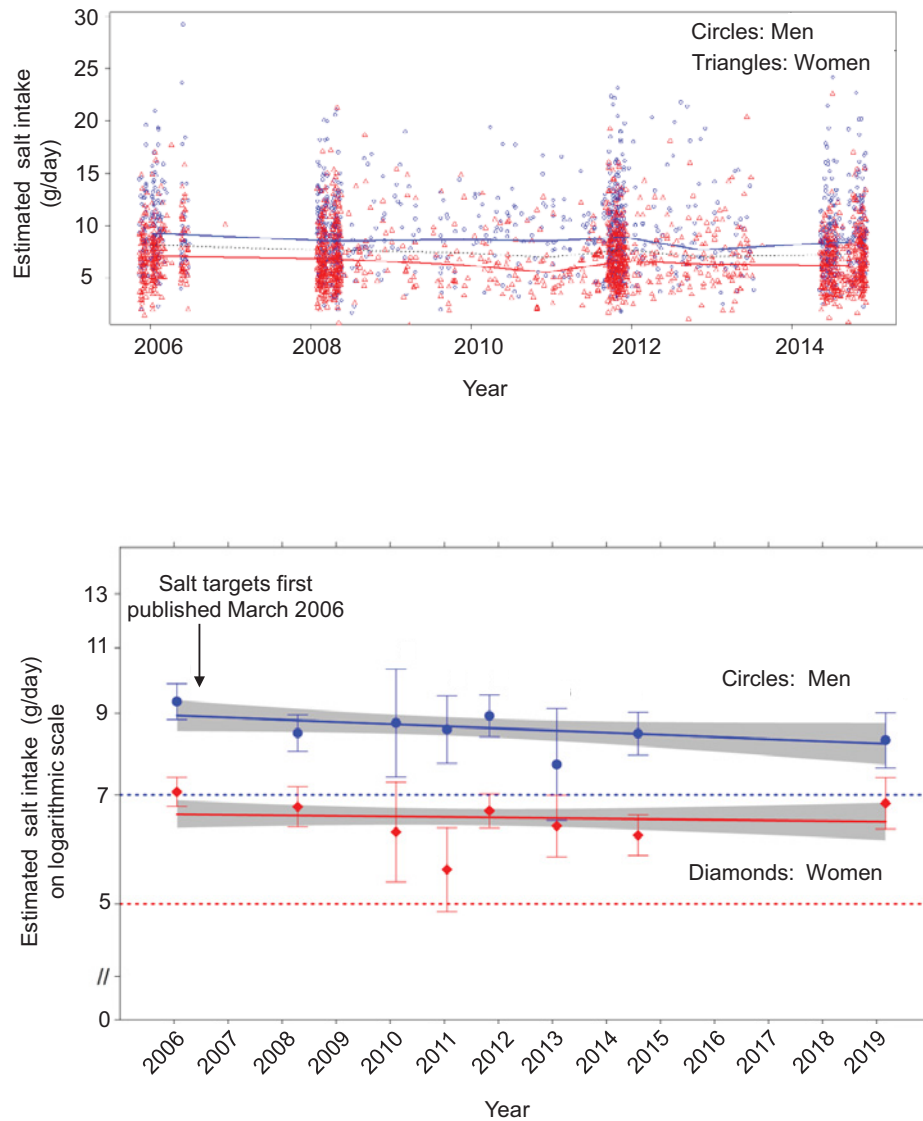 30
25
20
15
10
5
Estimated salt intake
(g/day)
Circles: Men
Triangles: Women
2006
2008
2010
2012
2014
Year
Salt targets first
published March 2006
13
11
9
7
5
//
0
Estimated salt intake (g/day)
on logarithmic scale
Circles: Men
Diamonds: Women
2006
2007
2008
2009
2010
2011
2012
2013
2014
2015
2016
2017
2018
2019
Year